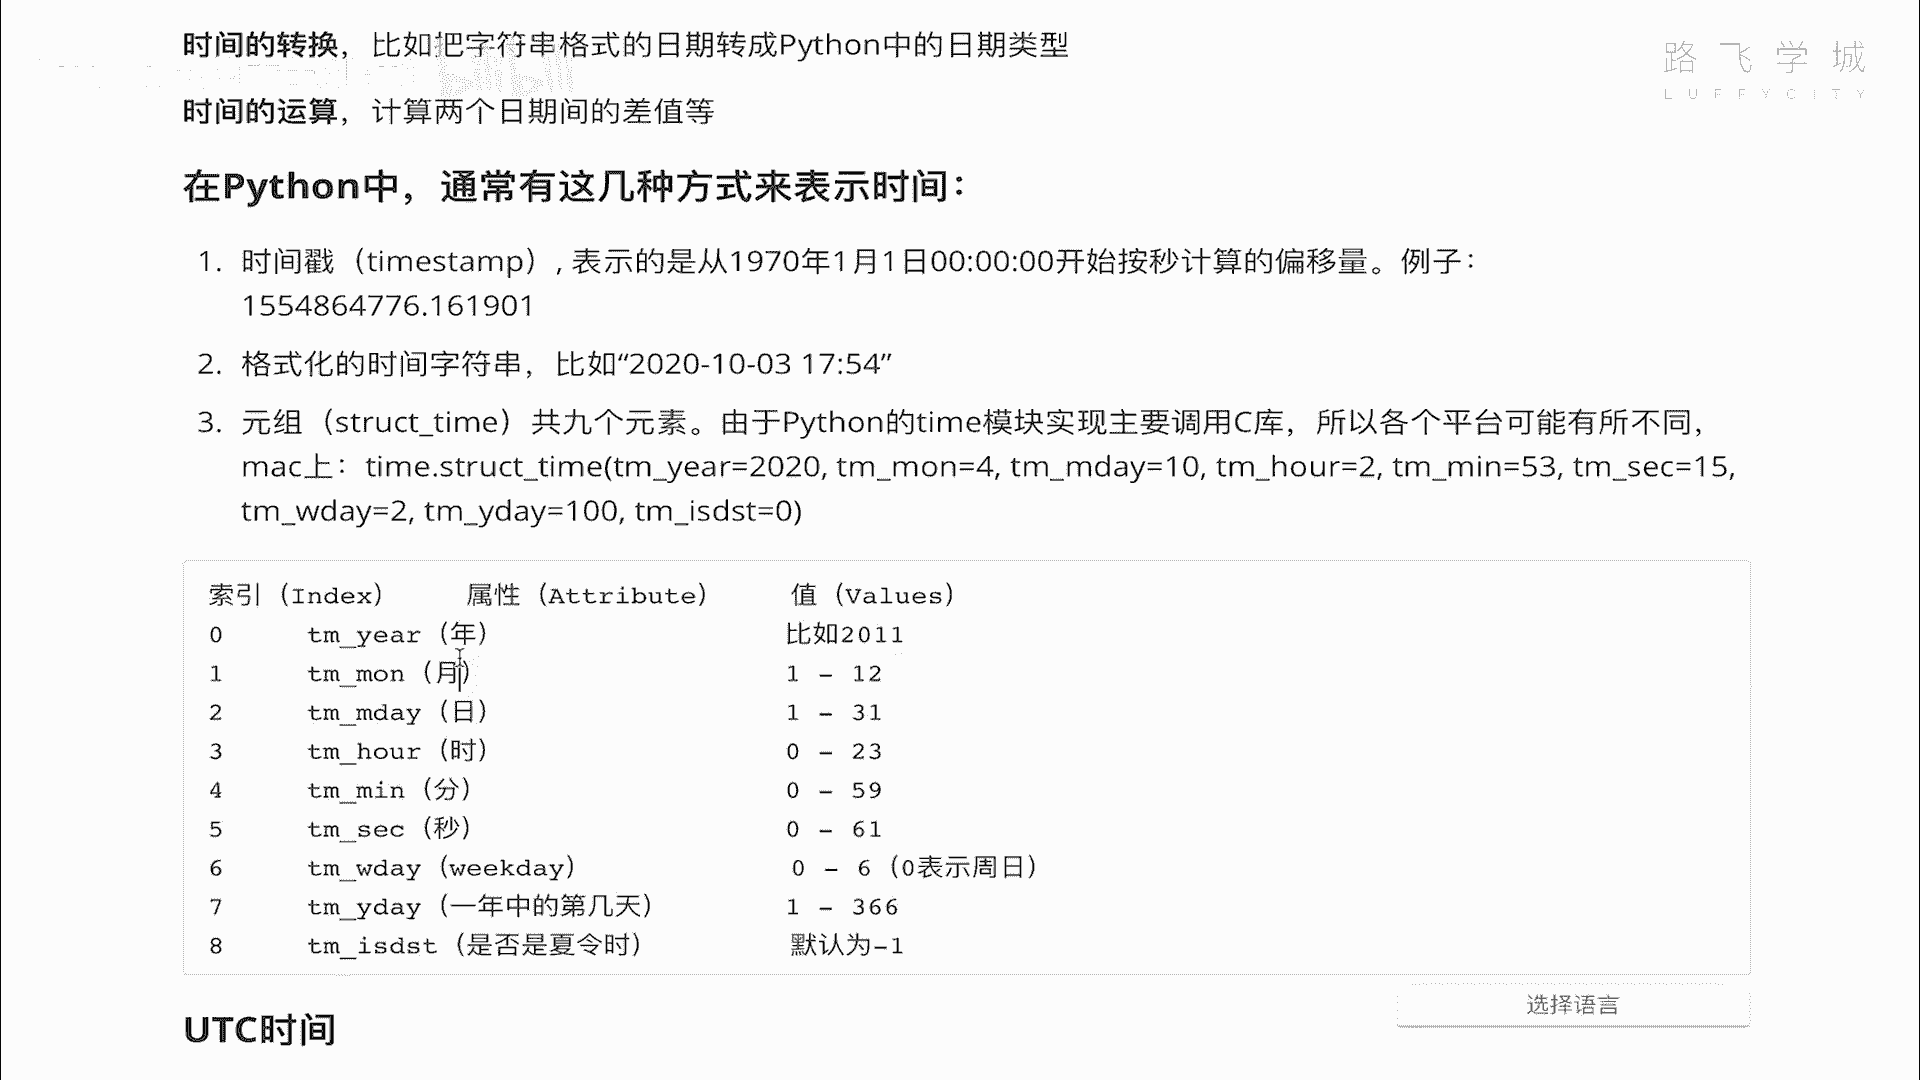 时间的转换，比如把字符串格式的日期转成Python中的日期类型
路飞学城
LUFFYCITY
时间的运算，计算两个日期间的差值等
在Python中，通常有这几种方式来表示时间：
1. 时间戳（timestamp）, 表示的是从1970年1月1日00:00:00开始按秒计算的偏移量。例子：
1554864776.161901
2. 格式化的时间字符串，比如“2020-10-03 17:54”
3. 元组（struct_time）共九个元素。由于Python的time模块实现主要调用C库，所以各个平台可能有所不同，
mac上：time.struct_time(tm_year=2020, tm_mon=4, tm_mday=10, tm_hour=2, tm_min=53, tm_sec=15,
tm_wday=2, tm_yday=100, tm_isdst=0)
索引（Index） 属性（Attribute） 值（Values）
0 tm_year（年） 比如2011
1 tm_mon（月） 1 - 12
2 tm_mday（日） 1 - 31
3 tm_hour（时） 0 - 23
4 tm_min（分） 0 - 59
5 tm_sec（秒） 0 - 61
6 tm_wday（weekday） 0 - 6（0表示周日）
7 tm_yday（一年中的第几天） 1 - 366
8 tm_isdst（是否是夏令时） 默认为-1
选择语言
UTC时间